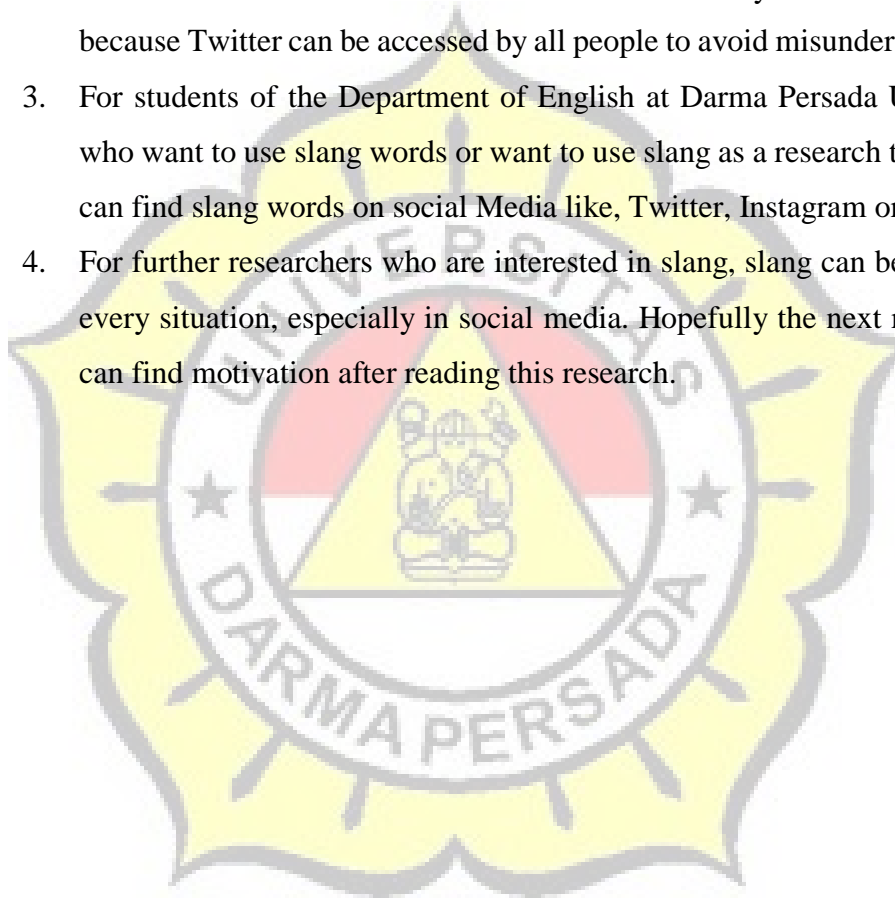 because Twitter can be accessed by all people to avoid misunder
3. For students of the Department of English at Darma Persada U
who want to use slang words or want to use slang as a research t
can find slang words on social Media like, Twitter, Instagram or
4. For further researchers who are interested in slang, slang can be
every situation, especially in social media. Hopefully the next r
can find motivation after reading this research.
UNIVERSITAS
DARMA PERSADA